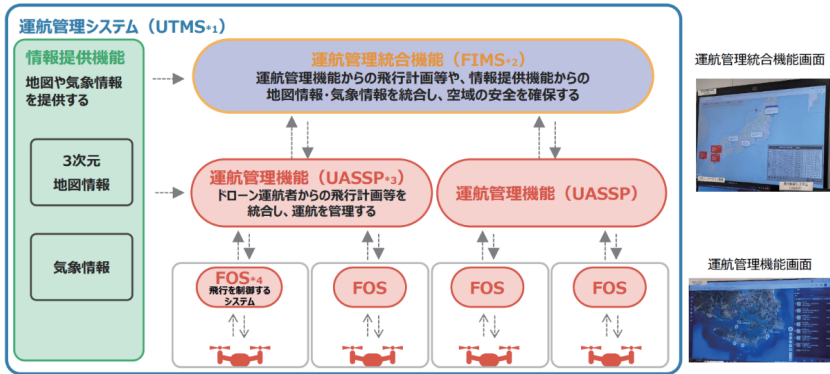 運航管理システム（UTMS*1）
情報提供機能
地図や気象情報
を提供する
3次元
地図情報
気象情報
運航管理統合機能（FIMS*2）
運航管理機能からの飛行計画等や、情報提供機能からの
地図情報・気象情報を統合し、空域の安全を確保する
運航管理機能（UASSP*3）
ドローン運航者からの飛行計画等を
統合し、運航を管理する
運航管理機能（UASSP）
FOS*4
飛行を制御する
システム
FOS
FOS
FOS
運航管理統合機能画面
運航管理機能画面